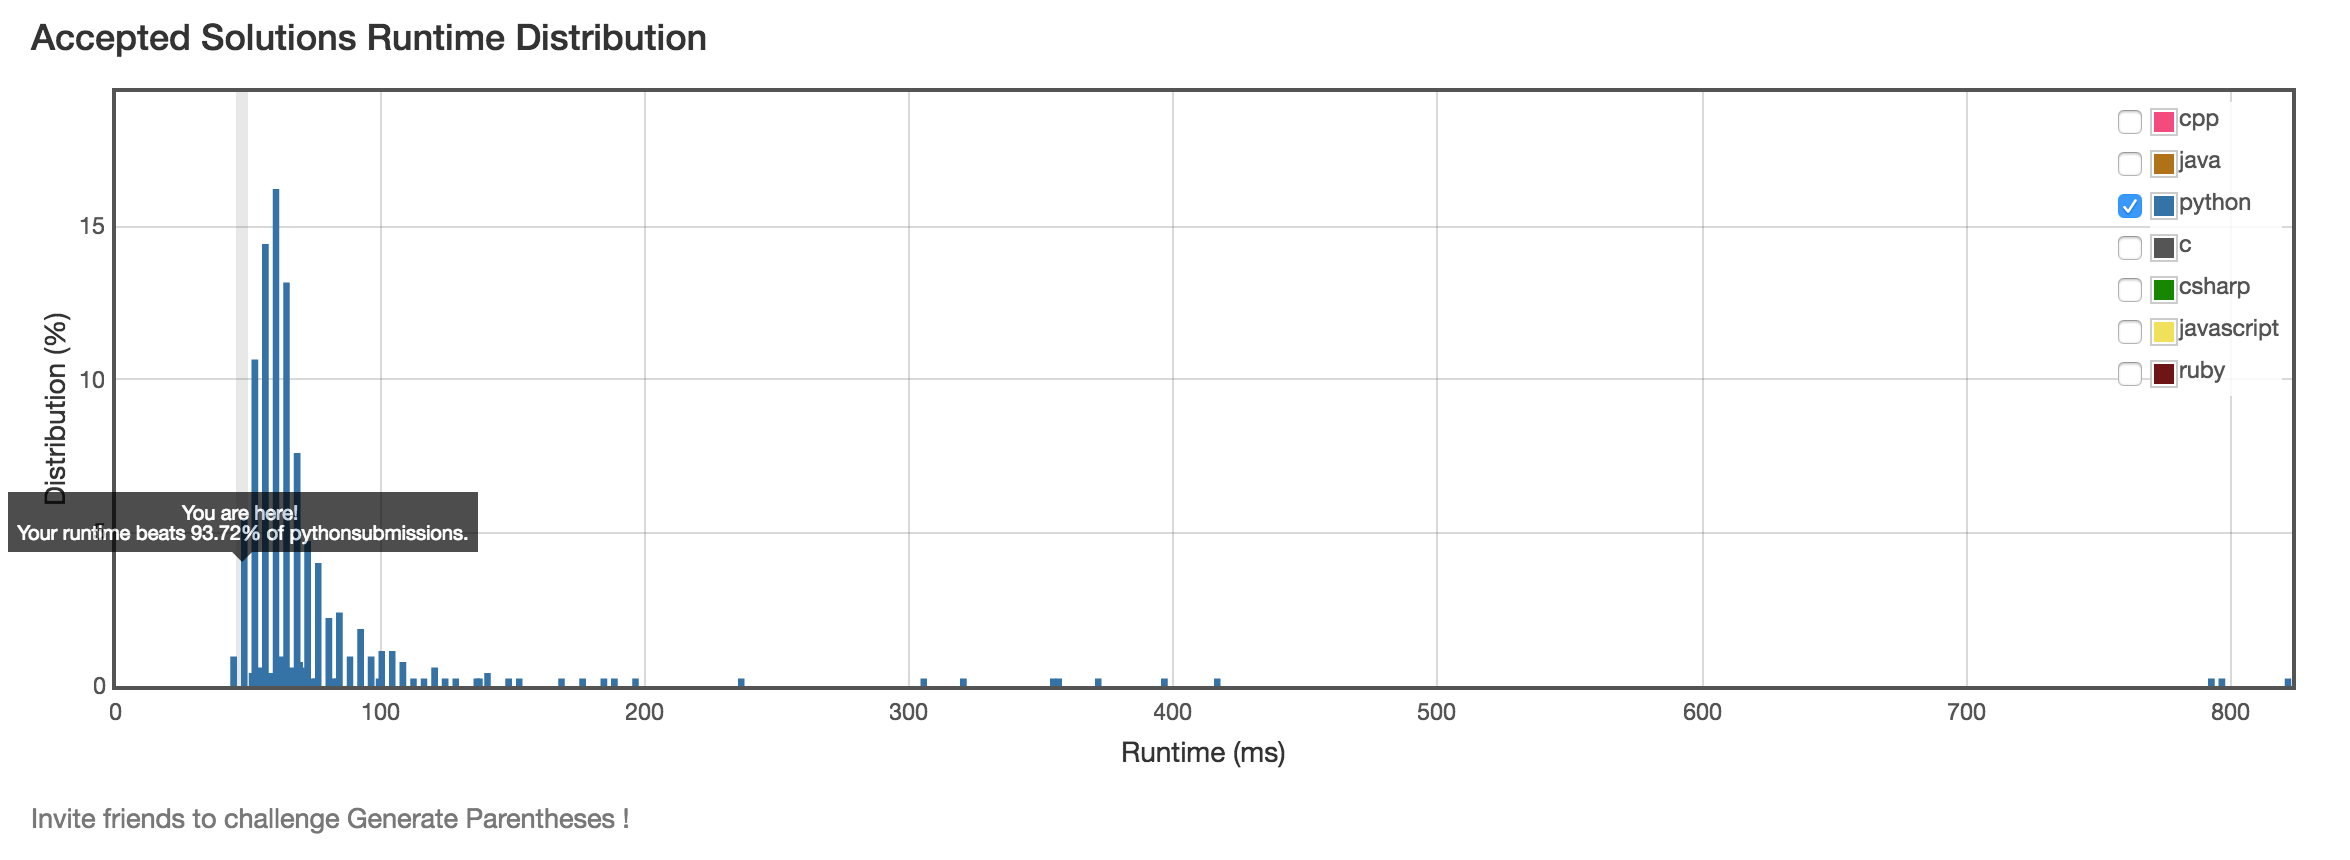 Accepted Solutions Runtime Distribution
cpp
java
python
c
csharp
javascript
ruby
Distribution (%)
15
10
5
0
You are here!
Your runtime beats 93.72% of pythonsubmissions.
0 100 200 300 400 500 600 700 800
Runtime (ms)
Invite friends to challenge Generate Parentheses !